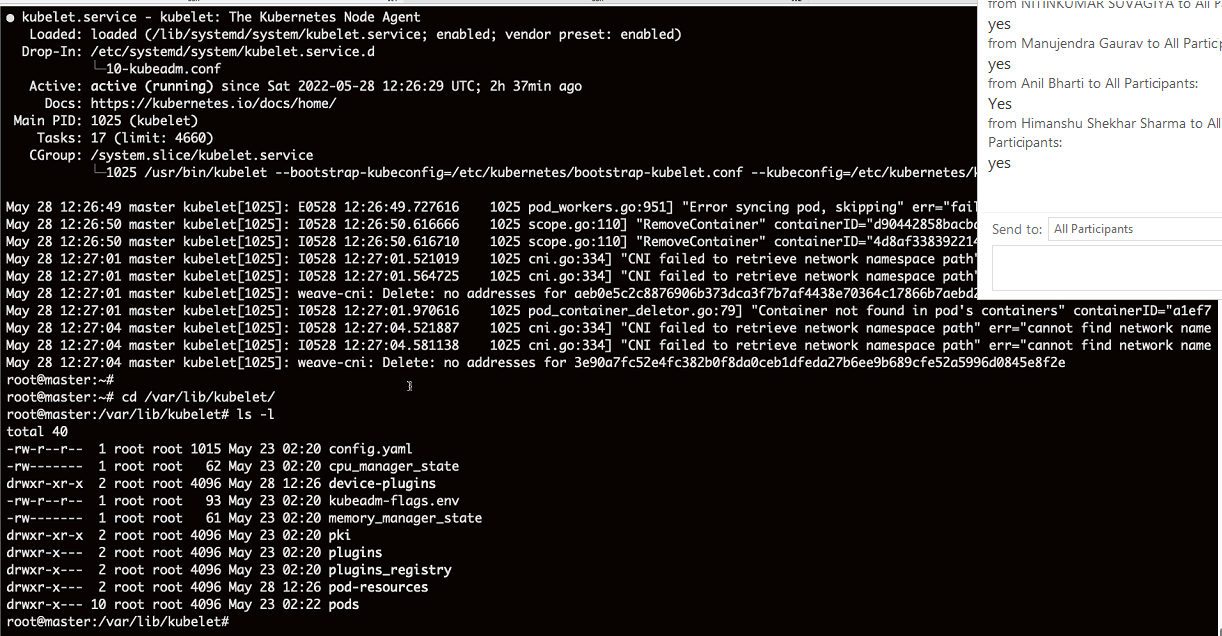 ● kubelet.service - kubelet: The Kubernetes Node Agent
Loaded: loaded (/lib/systemd/system/kubelet.service; enabled; vendor preset: enabled)
Drop-In: /etc/systemd/system/kubelet.service.d
└─10-kubeadm.conf
Active: active (running) since Sat 2022-05-28 12:26:29 UTC; 2h 37min ago
Docs: https://kubernetes.io/docs/home/
Main PID: 1025 (kubelet)
Tasks: 17 (limit: 4660)
CGroup: /system.slice/kubelet.service
└─1025 /usr/bin/kubelet --bootstrap-kubeconfig=/etc/kubernetes/bootstrap-kubelet.conf --kubeconfig=/etc/kubernetes/k
May 28 12:26:49 master kubelet[1025]: E0528 12:26:49.727616    1025 pod_workers.go:951] "Error syncing pod, skipping" err="fail
May 28 12:26:50 master kubelet[1025]: I0528 12:26:50.616666    1025 scope.go:110] "RemoveContainer" containerID="d90442858bacbc
May 28 12:26:50 master kubelet[1025]: I0528 12:26:50.616710    1025 scope.go:110] "RemoveContainer" containerID="4d8af338392214
May 28 12:27:01 master kubelet[1025]: I0528 12:27:01.521019    1025 cni.go:334] "CNI failed to retrieve network namespace path"
May 28 12:27:01 master kubelet[1025]: I0528 12:27:01.564725    1025 cni.go:334] "CNI failed to retrieve network namespace path"
May 28 12:27:01 master kubelet[1025]: weave-cni: Delete: no addresses for aeb0e5c2c8876906b373dca3f7b7af4438e70364c17866b7aebd2
May 28 12:27:01 master kubelet[1025]: I0528 12:27:01.970616    1025 pod_container_deletor.go:79] "Container not found in pod's containers" containerID="a1ef7
May 28 12:27:04 master kubelet[1025]: I0528 12:27:04.521887    1025 cni.go:334] "CNI failed to retrieve network namespace path" err="cannot find network name
May 28 12:27:04 master kubelet[1025]: I0528 12:27:04.581138    1025 cni.go:334] "CNI failed to retrieve network namespace path" err="cannot find network name
May 28 12:27:04 master kubelet[1025]: weave-cni: Delete: no addresses for 3e90a7fc52e4fc382b0f8da0ceb1dfeda27b6ee9b689cfe52a5996d0845e8f2e
root@master:~#
root@master:~# cd /var/lib/kubelet/
root@master:/var/lib/kubelet# ls -l
total 40
-rw-r--r--  1 root root 1015 May 23 02:20 config.yaml
-rw-------  1 root root   62 May 23 02:20 cpu_manager_state
drwxr-xr-x  2 root root 4096 May 28 12:26 device-plugins
-rw-r--r--  1 root root   93 May 23 02:20 kubeadm-flags.env
-rw-------  1 root root   61 May 23 02:20 memory_manager_state
drwxr-xr-x  2 root root 4096 May 23 02:20 pki
drwxr-x---  2 root root 4096 May 23 02:20 plugins
drwxr-x---  2 root root 4096 May 23 02:20 plugins_registry
drwxr-x---  2 root root 4096 May 28 12:26 pod-resources
drwxr-x--- 10 root root 4096 May 23 02:22 pods
root@master:/var/lib/kubelet#
from NITINKUMAR SUVAGIYA to All P
yes
from Manujendra Gaurav to All Partici
yes
from Anil Bharti to All Participants:
Yes
from Himanshu Shekhar Sharma to All
Participants:
yes
Send to: All Participants